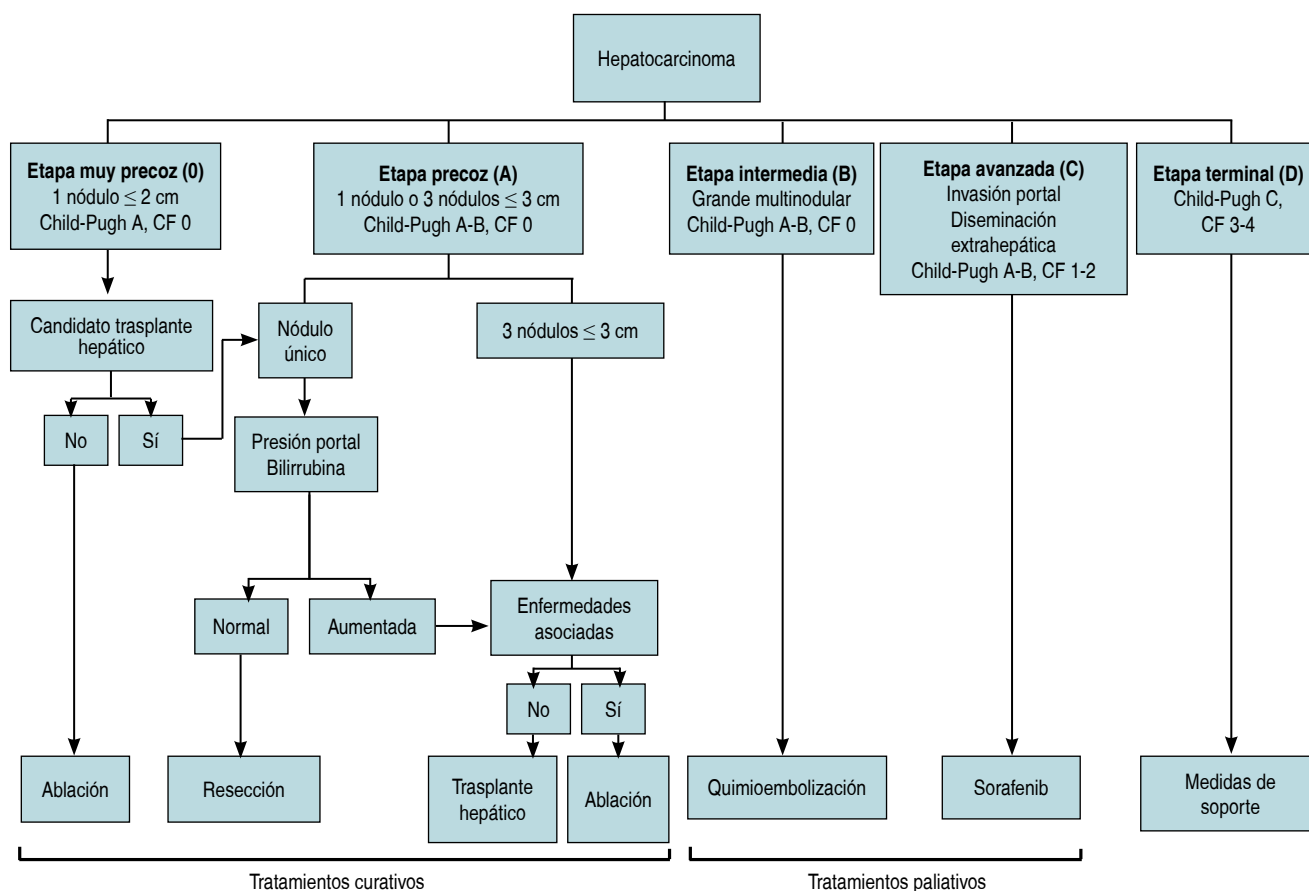 Hepatocarcinoma
Etapa muy precoz (0)
1 nódulo ≤ 2 cm
Child-Pugh A, CF 0
Etapa precoz (A)
1 nódulo o 3 nódulos ≤ 3 cm
Child-Pugh A-B, CF 0
Etapa intermedia (B)
Grande multinodular
Child-Pugh A-B, CF 0
Etapa avanzada (C)
Invasión portal
Diseminación
extrahepática
Child-Pugh A-B, CF 1-2
Etapa terminal (D)
Child-Pugh C,
CF 3-4
Candidato trasplante
hepático
Nódulo
único
3 nódulos ≤ 3 cm
No
Sí
Presión portal
Bilirrubina
Normal
Aumentada
Enfermedades
asociadas
No
Sí
Ablación
Resección
Trasplante
hepático
Ablación
Quimioembolización
Sorafenib
Medidas de
soporte
Tratamientos curativos
Tratamientos paliativos